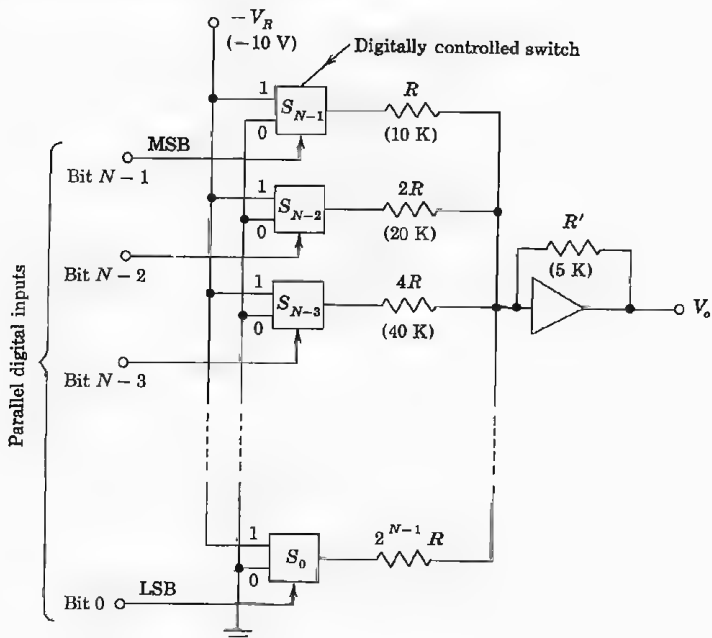 −V_R
(−10 V)
Digitally controlled switch
1
S_{N−1}
R
0
(10 K)
MSB
Bit N − 1
1
S_{N−2}
2R
0
(20 K)
R′
(5 K)
Bit N − 2
1
S_{N−3}
4R
0
(40 K)
V_o
Bit N − 3
Parallel digital inputs
1
S_0
2^{N−1} R
0
LSB
Bit 0